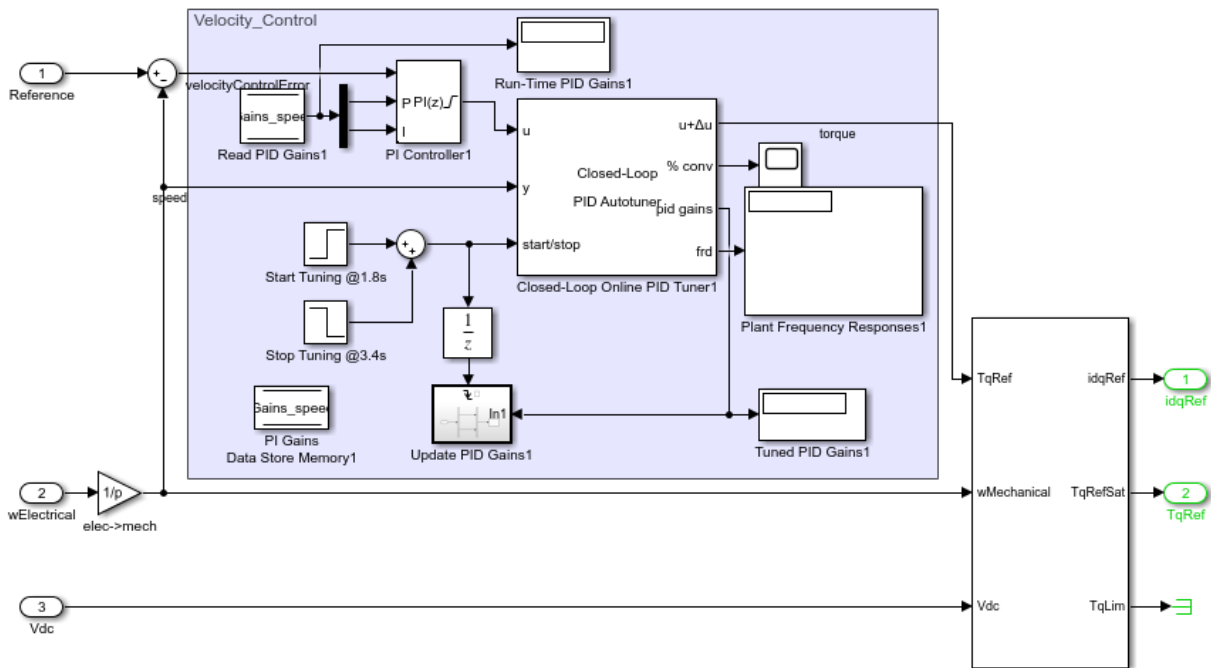 Velocity_Control
1
Reference
+
-
velocityControlError
Run-Time PID Gains1
Gains_spee
Read PID Gains1
P
PI(z)
I
PI Controller1
u
y
start/stop
Closed-Loop
PID Autotuner
u+Δu
% conv
pid gains
frd
Closed-Loop Online PID Tuner1
torque
speed
Start Tuning @1.8s
+
+
Stop Tuning @3.4s
1
z
Plant Frequency Responses1
Gains_spee
PI Gains
Data Store Memory1
In1
Update PID Gains1
Tuned PID Gains1
2
wElectrical
1/p
elec->mech
3
Vdc
TqRef
wMechanical
Vdc
idqRef
TqRefSat
TqLim
1
idqRef
2
TqRef